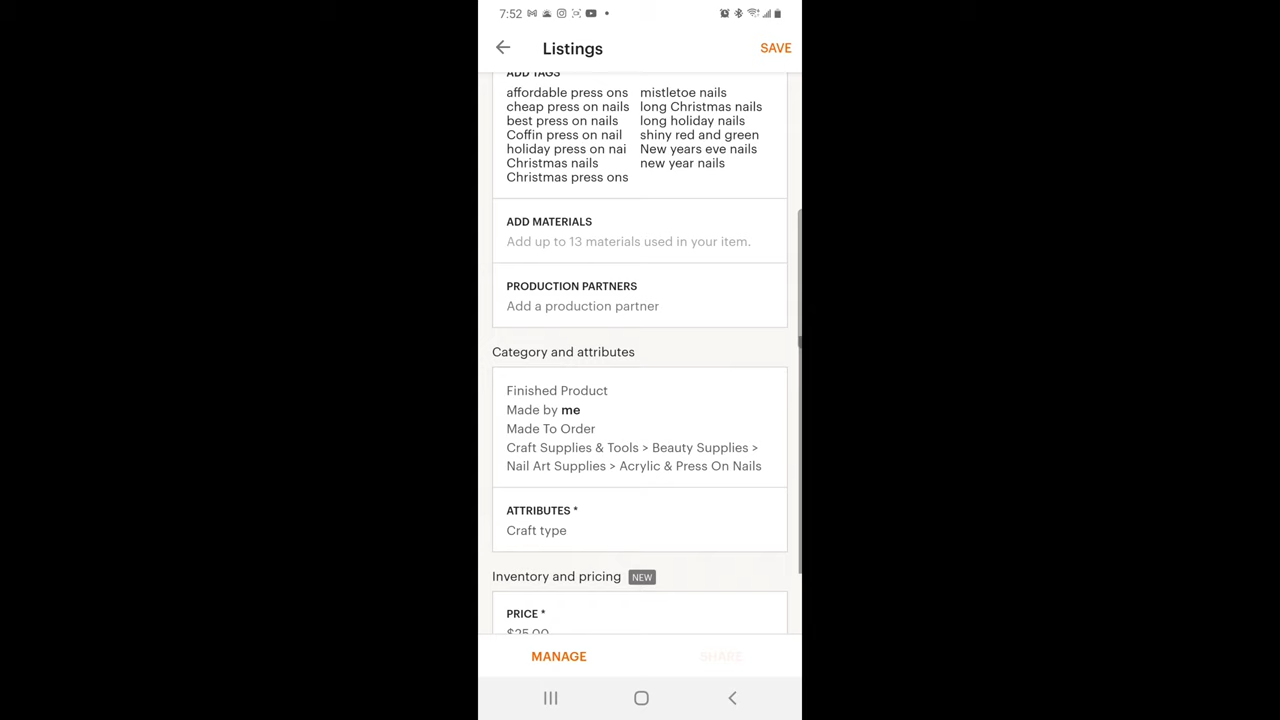 7:52
Listings
SAVE
ADD TAGS
affordable press ons
cheap press on nails
best press on nails
Coffin press on nail
holiday press on nai
Christmas nails
Christmas press ons
mistletoe nails
long Christmas nails
long holiday nails
shiny red and green
New years eve nails
new year nails
ADD MATERIALS
Add up to 13 materials used in your item.
PRODUCTION PARTNERS
Add a production partner
Category and attributes
Finished Product
Made by me
Made To Order
Craft Supplies & Tools > Beauty Supplies >
Nail Art Supplies > Acrylic & Press On Nails
ATTRIBUTES *
Craft type
Inventory and pricing NEW
PRICE *
$25.00
MANAGE
SHARE